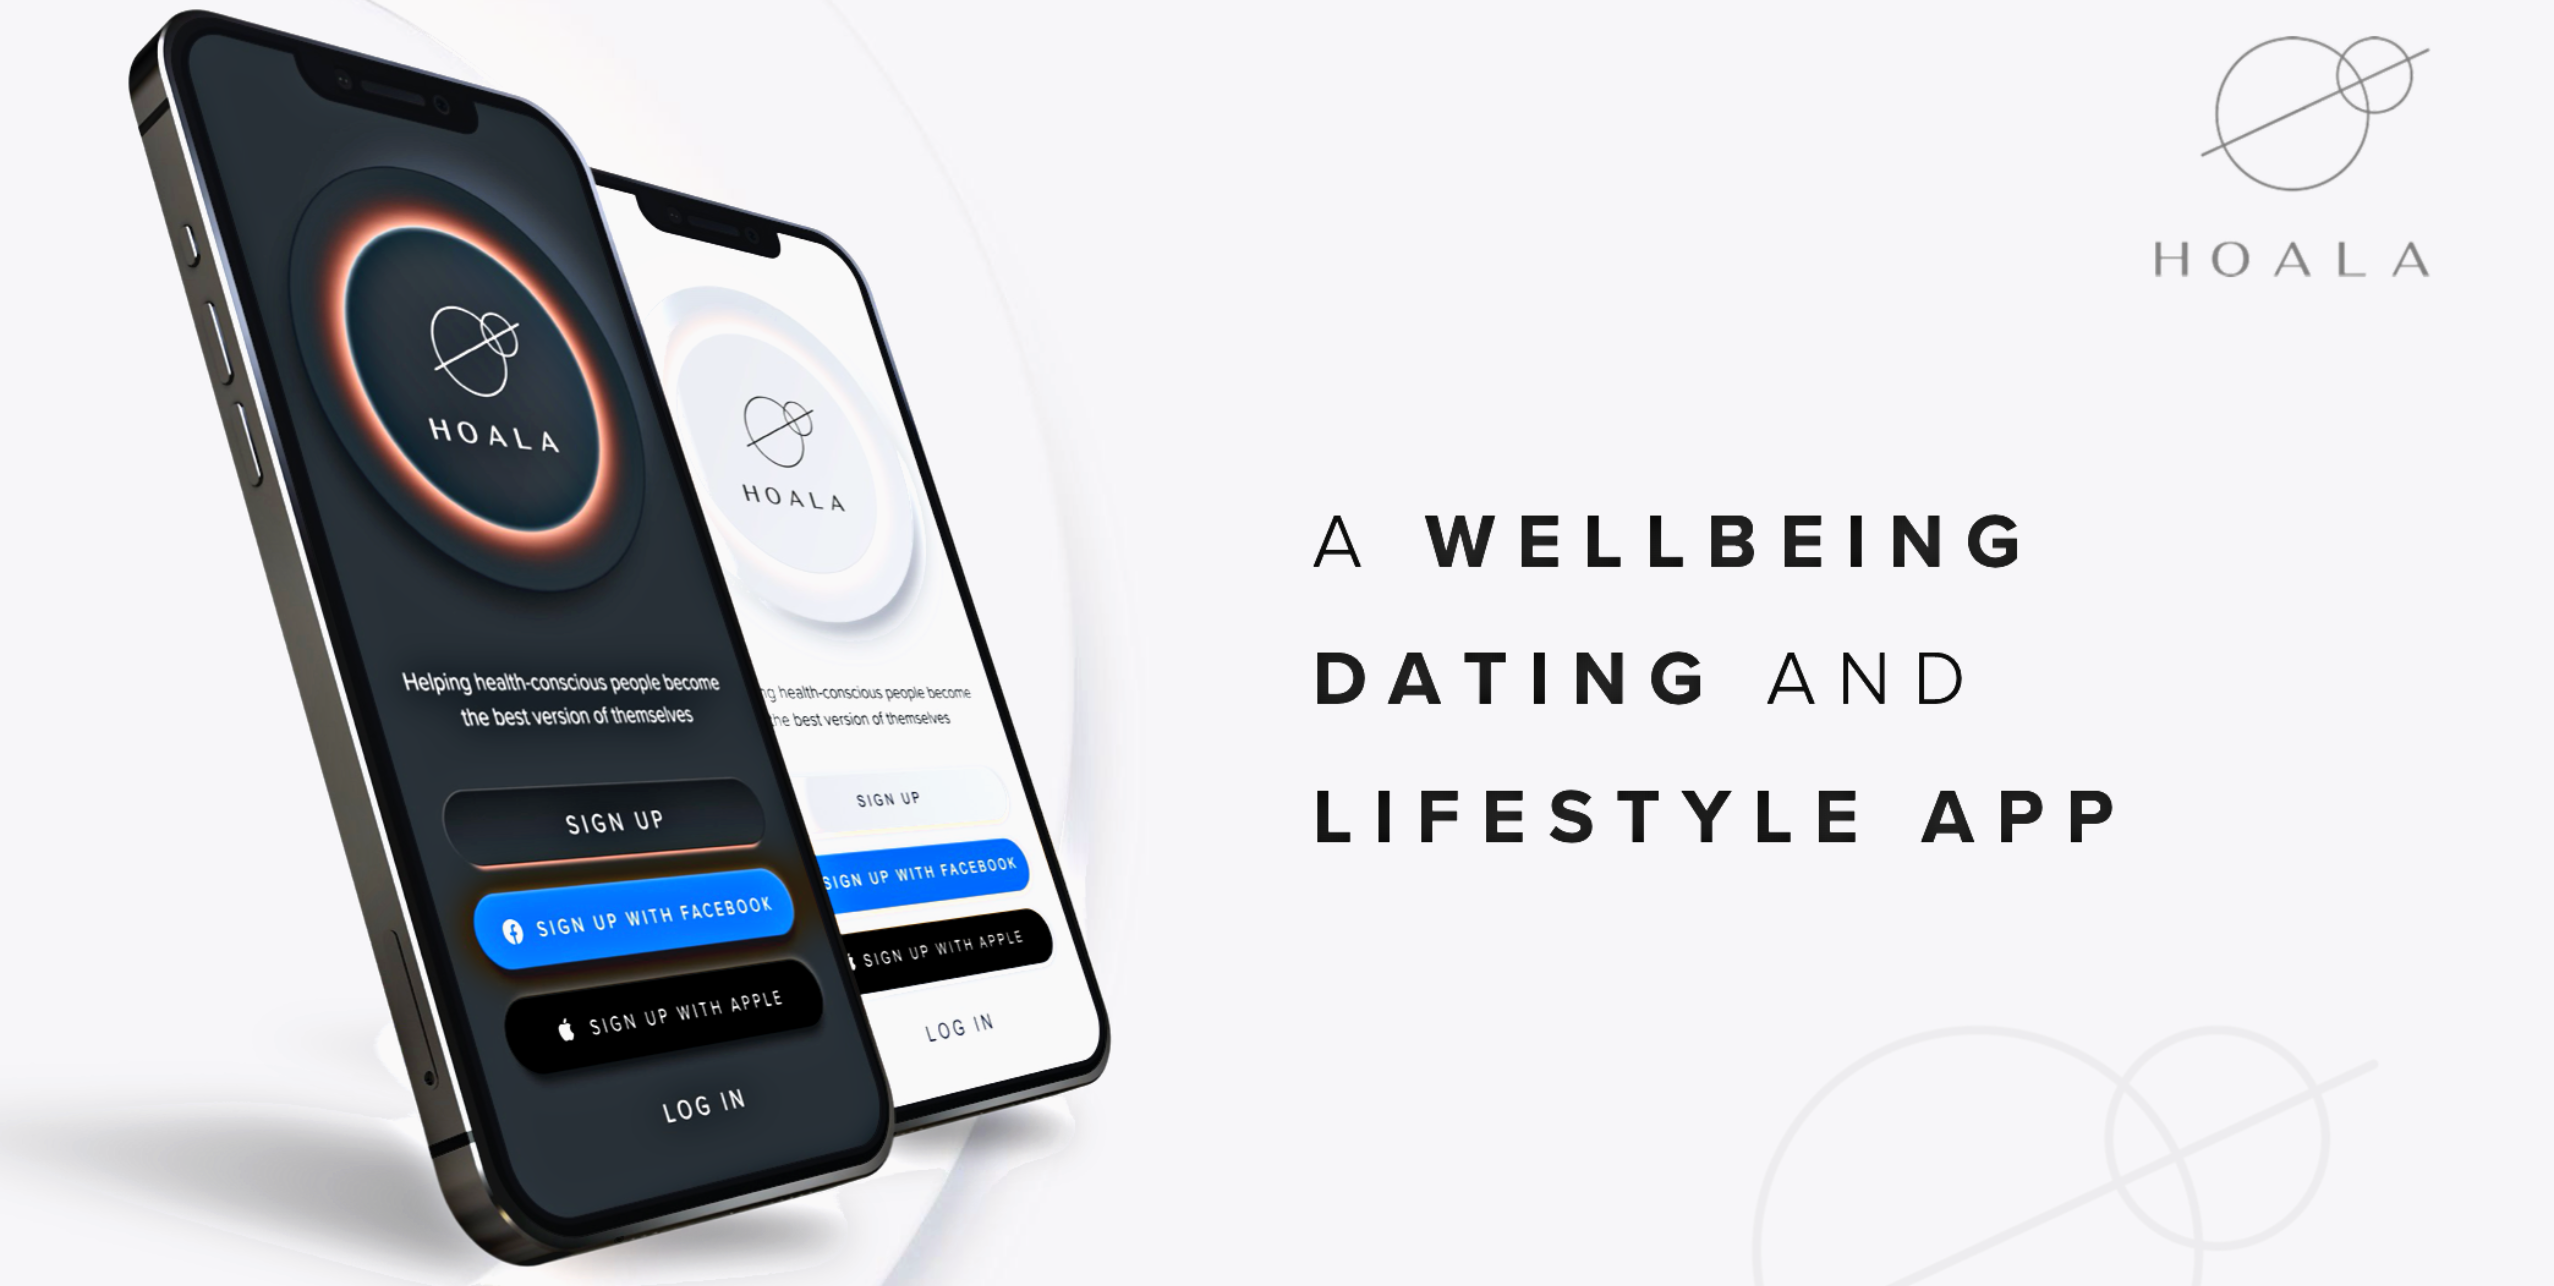 HOALA
A WELLBEING
DATING AND
LIFESTYLE APP
HOALA
Helping health-conscious people become
the best version of themselves
SIGN UP
SIGN UP WITH FACEBOOK
SIGN UP WITH APPLE
LOG IN
HOALA
health-conscious people become
the best version of themselves
SIGN UP
SIGN UP WITH FACEBOOK
SIGN UP WITH APPLE
LOG IN